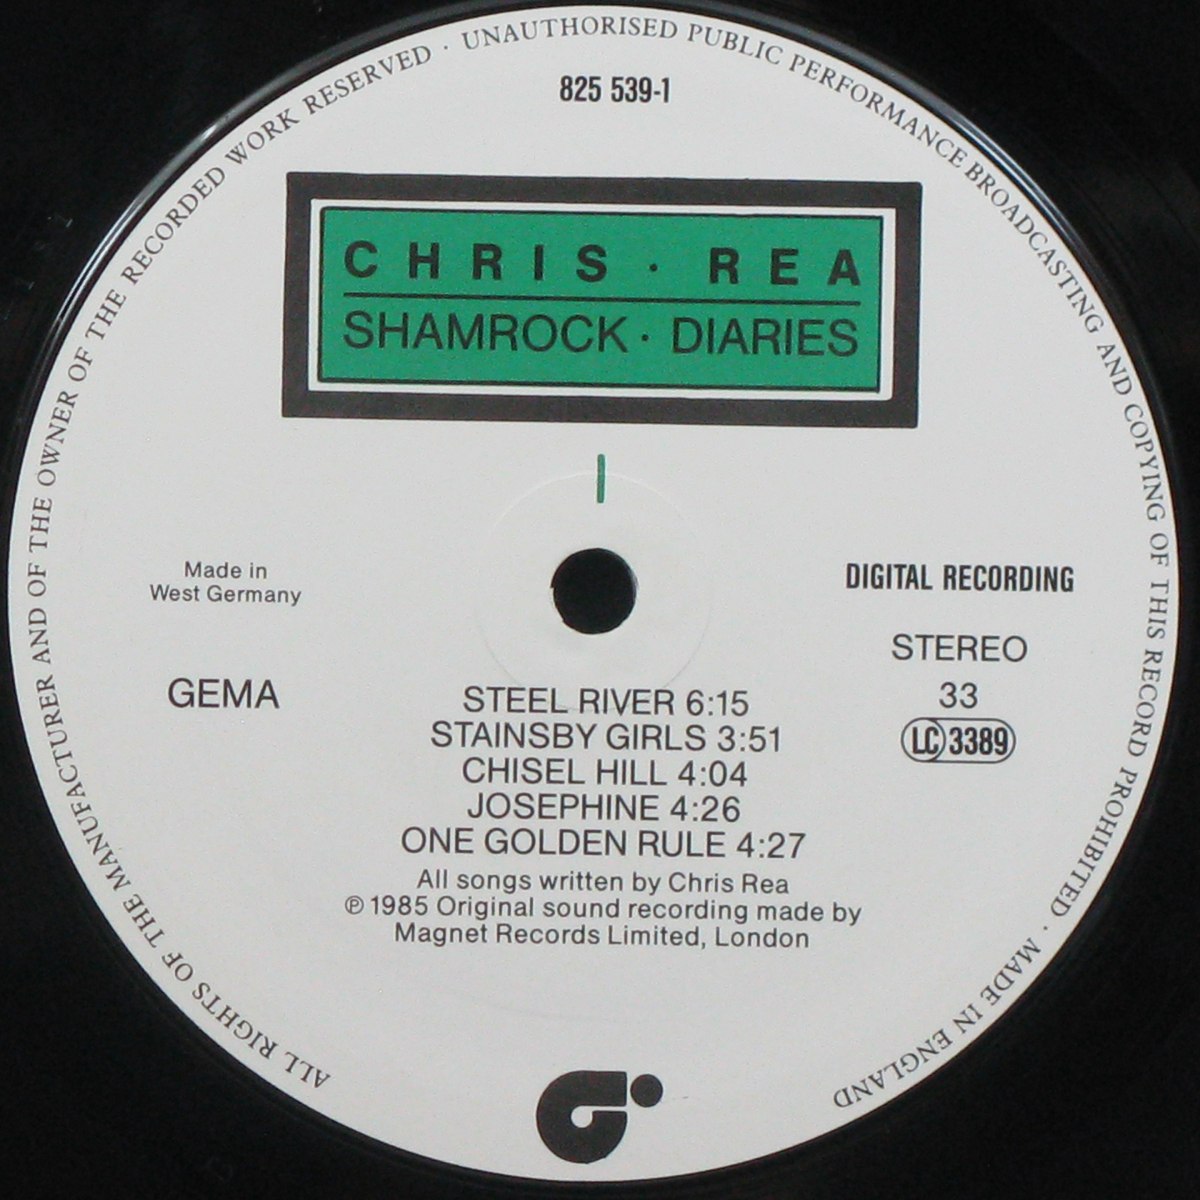 ALL RIGHTS OF THE MANUFACTURER AND OF THE OWNER OF THE RECORDED WORK RESERVED · UNAUTHORISED PUBLIC PERFORMANCE BROADCASTING AND COPYING OF THIS RECORD PROHIBITED · MADE IN ENGLAND
825 539-1
CHRIS · REA
SHAMROCK · DIARIES
I
Made in
West Germany
GEMA
DIGITAL RECORDING
STEREO
33
LC 3389
STEEL RIVER 6:15
STAINSBY GIRLS 3:51
CHISEL HILL 4:04
JOSEPHINE 4:26
ONE GOLDEN RULE 4:27
All songs written by Chris Rea
℗ 1985 Original sound recording made by
Magnet Records Limited, London